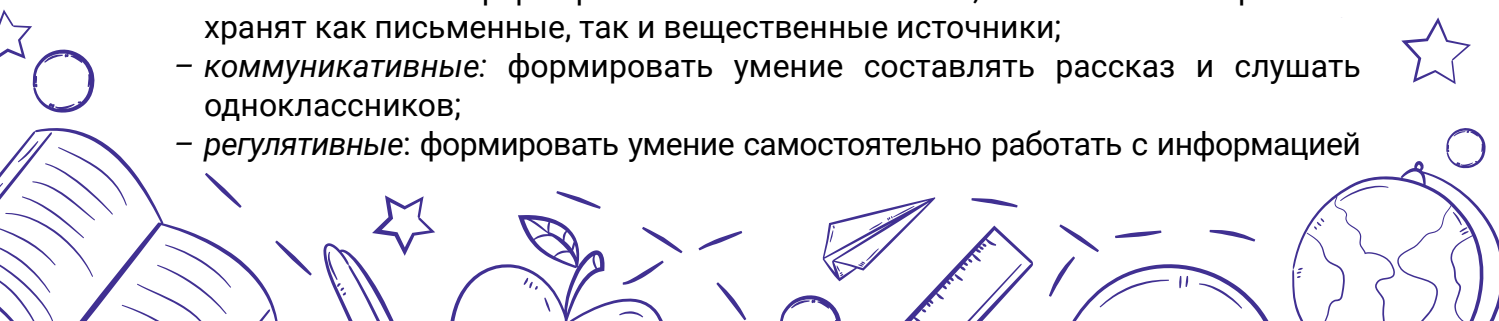 хранят как письменные, так и вещественные источники;
– коммуникативные: формировать умение составлять рассказ и слушать
одноклассников;
– регулятивные: формировать умение самостоятельно работать с информацией